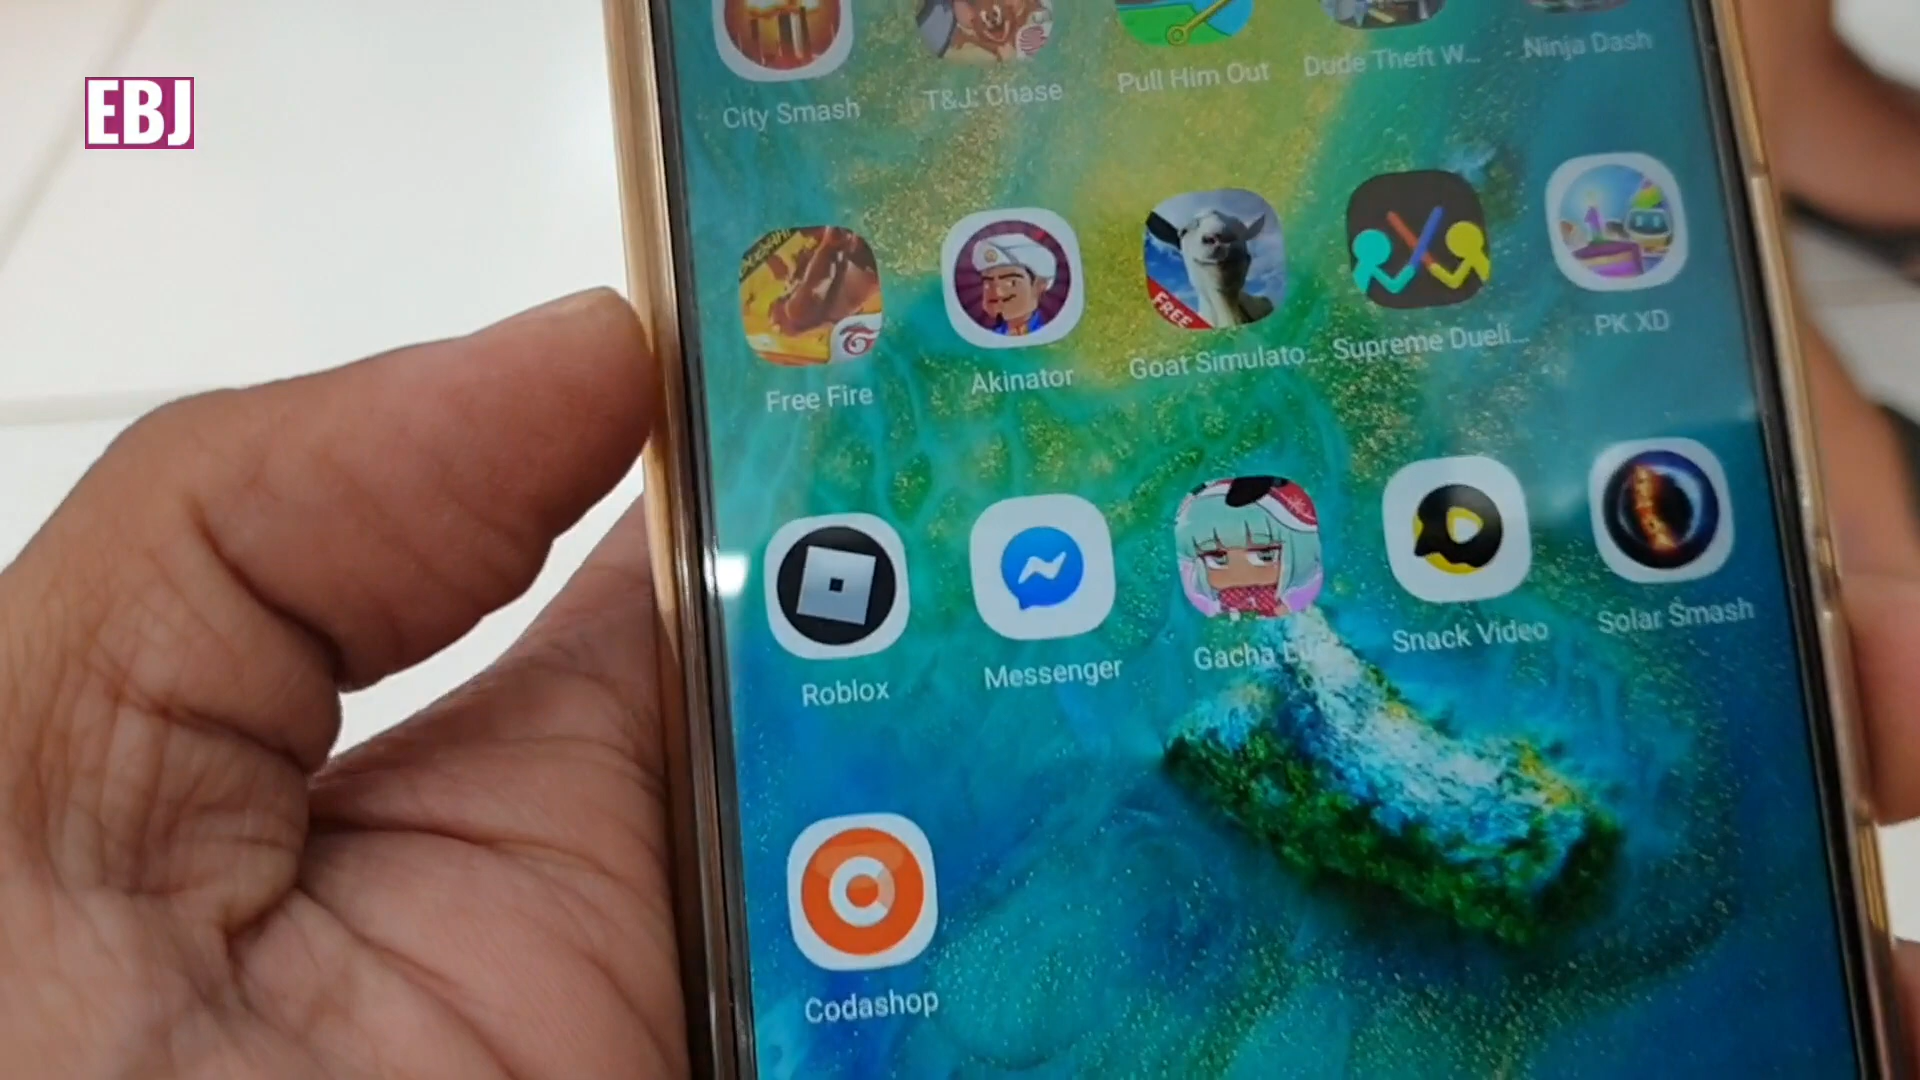 EBJ
City Smash
T&J: Chase
Pull Him Out
Dude Theft W...
Ninja Dash
FREE
Free Fire
Akinator
Goat Simulato...
Supreme Dueli...
PK XD
Roblox
Messenger
Gacha
Snack Video
Solar Smash
Codashop